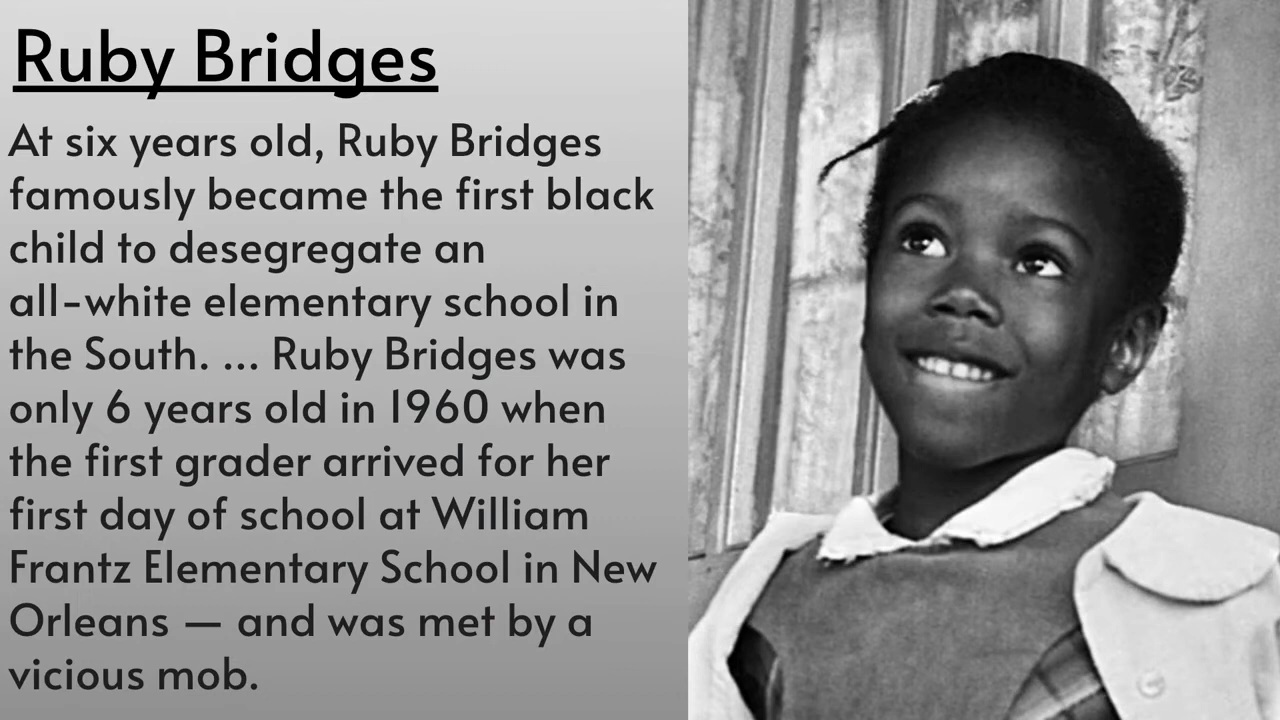 Ruby Bridges
At six years old, Ruby Bridges
famously became the first black
child to desegregate an
all-white elementary school in
the South. ... Ruby Bridges was
only 6 years old in 1960 when
the first grader arrived for her
first day of school at William
Frantz Elementary School in New
Orleans — and was met by a
vicious mob.